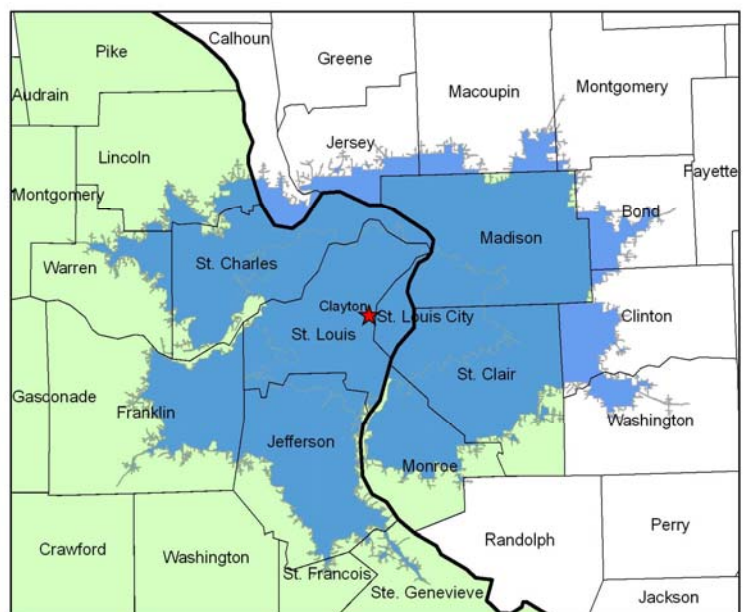 Pike
Calhoun
Greene
Macoupin
Montgomery
Audrain
Jersey
Lincoln
Montgomery
Fayette
Bond
Madison
Warren
St. Charles
Clayton
St. Louis City
Clinton
St. Louis
St. Clair
Gasconade
Franklin
Washington
Jefferson
Monroe
Randolph
Perry
Crawford
Washington
St. Francois
Ste. Genevieve
Jackson